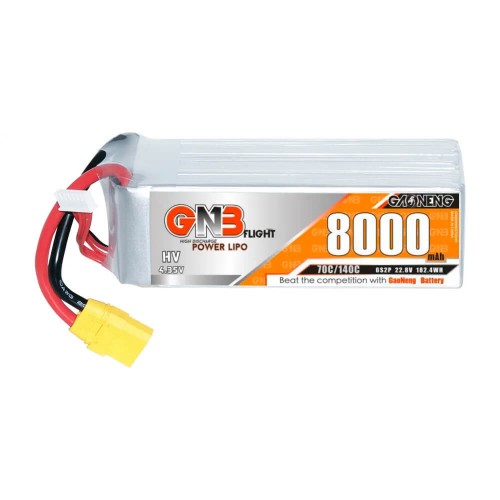 GAONENG
GNB FLIGHT
HIGH DISCHARGE
POWER LIPO
8000 mAh
HV
4.35V
70C/140C
6S2P 22.8V 182.4WH
Beat the competition with GaoNeng Battery